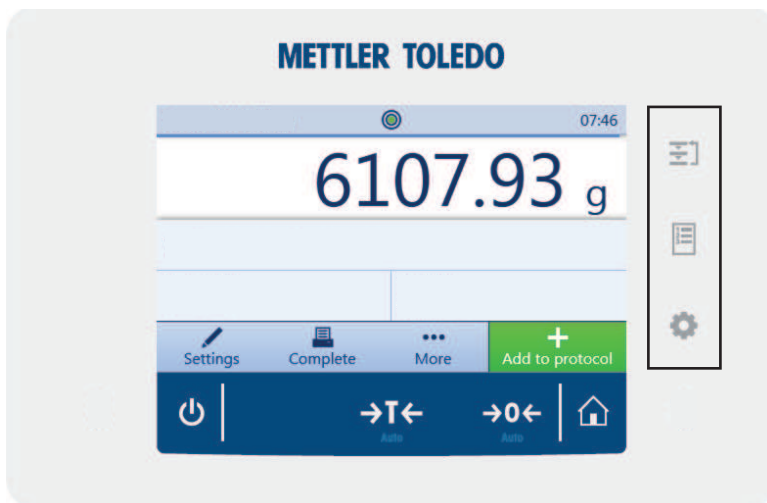 METTLER TOLEDO
07:46
6107.93 g
Settings
Complete
More
Add to protocol
→T←
→0←
Auto
Auto